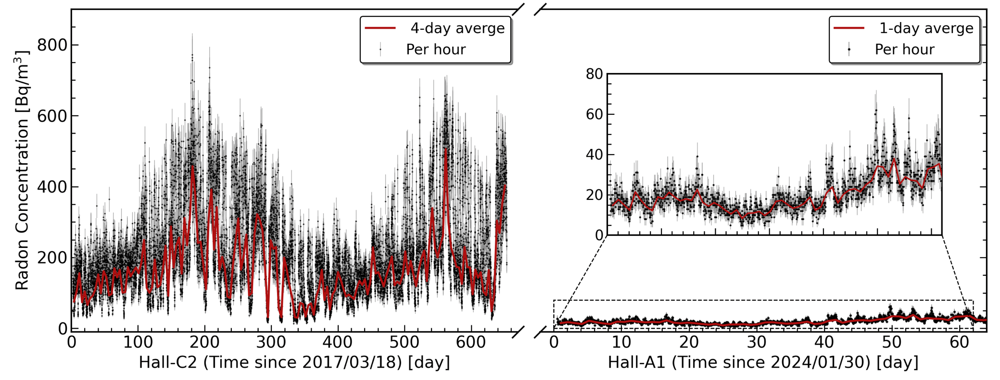 Radon Concentration [Bq/m³]
800
600
400
200
0
4-day averge
Per hour
0 100 200 300 400 500 600
Hall-C2 (Time since 2017/03/18) [day]
1-day averge
Per hour
80
60
40
20
0
0 10 20 30 40 50 60
Hall-A1 (Time since 2024/01/30) [day]